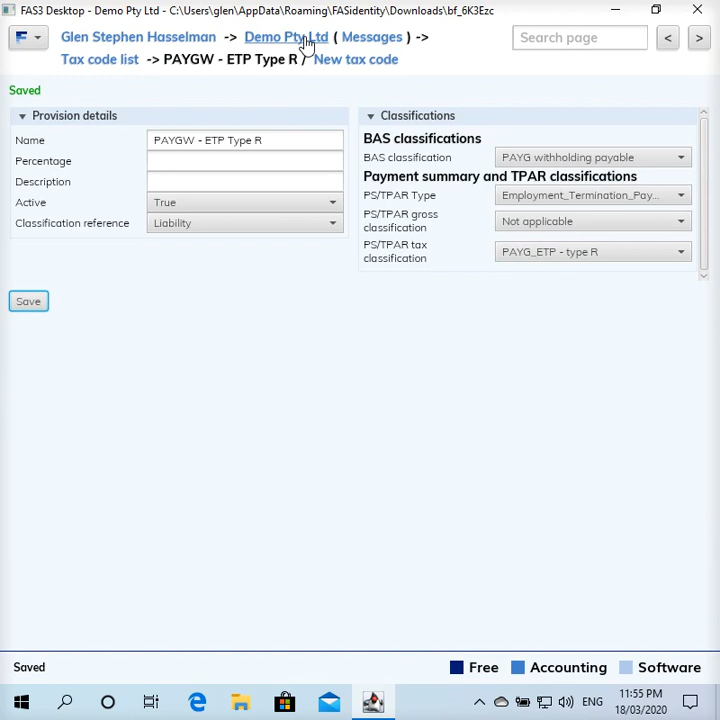 FAS3 Desktop - Demo Pty Ltd - C:\Users\glen\AppData\Roaming\FASidentity\Downloads\bf_6K3Ezc
Glen Stephen Hasselman -> Demo Pty Ltd ( Messages ) ->
Search page
< >
Tax code list -> PAYGW - ETP Type R / New tax code
Saved
Provision details
Name PAYGW - ETP Type R
Percentage
Description
Active True
Classification reference Liability
Classifications
BAS classifications
BAS classification PAYG withholding payable
Payment summary and TPAR classifications
PS/TPAR Type Employment_Termination_Pay...
PS/TPAR gross
classification Not applicable
PS/TPAR tax
classification PAYG_ETP - type R
Save
Saved
Free Accounting Software
ENG
11:55 PM
18/03/2020